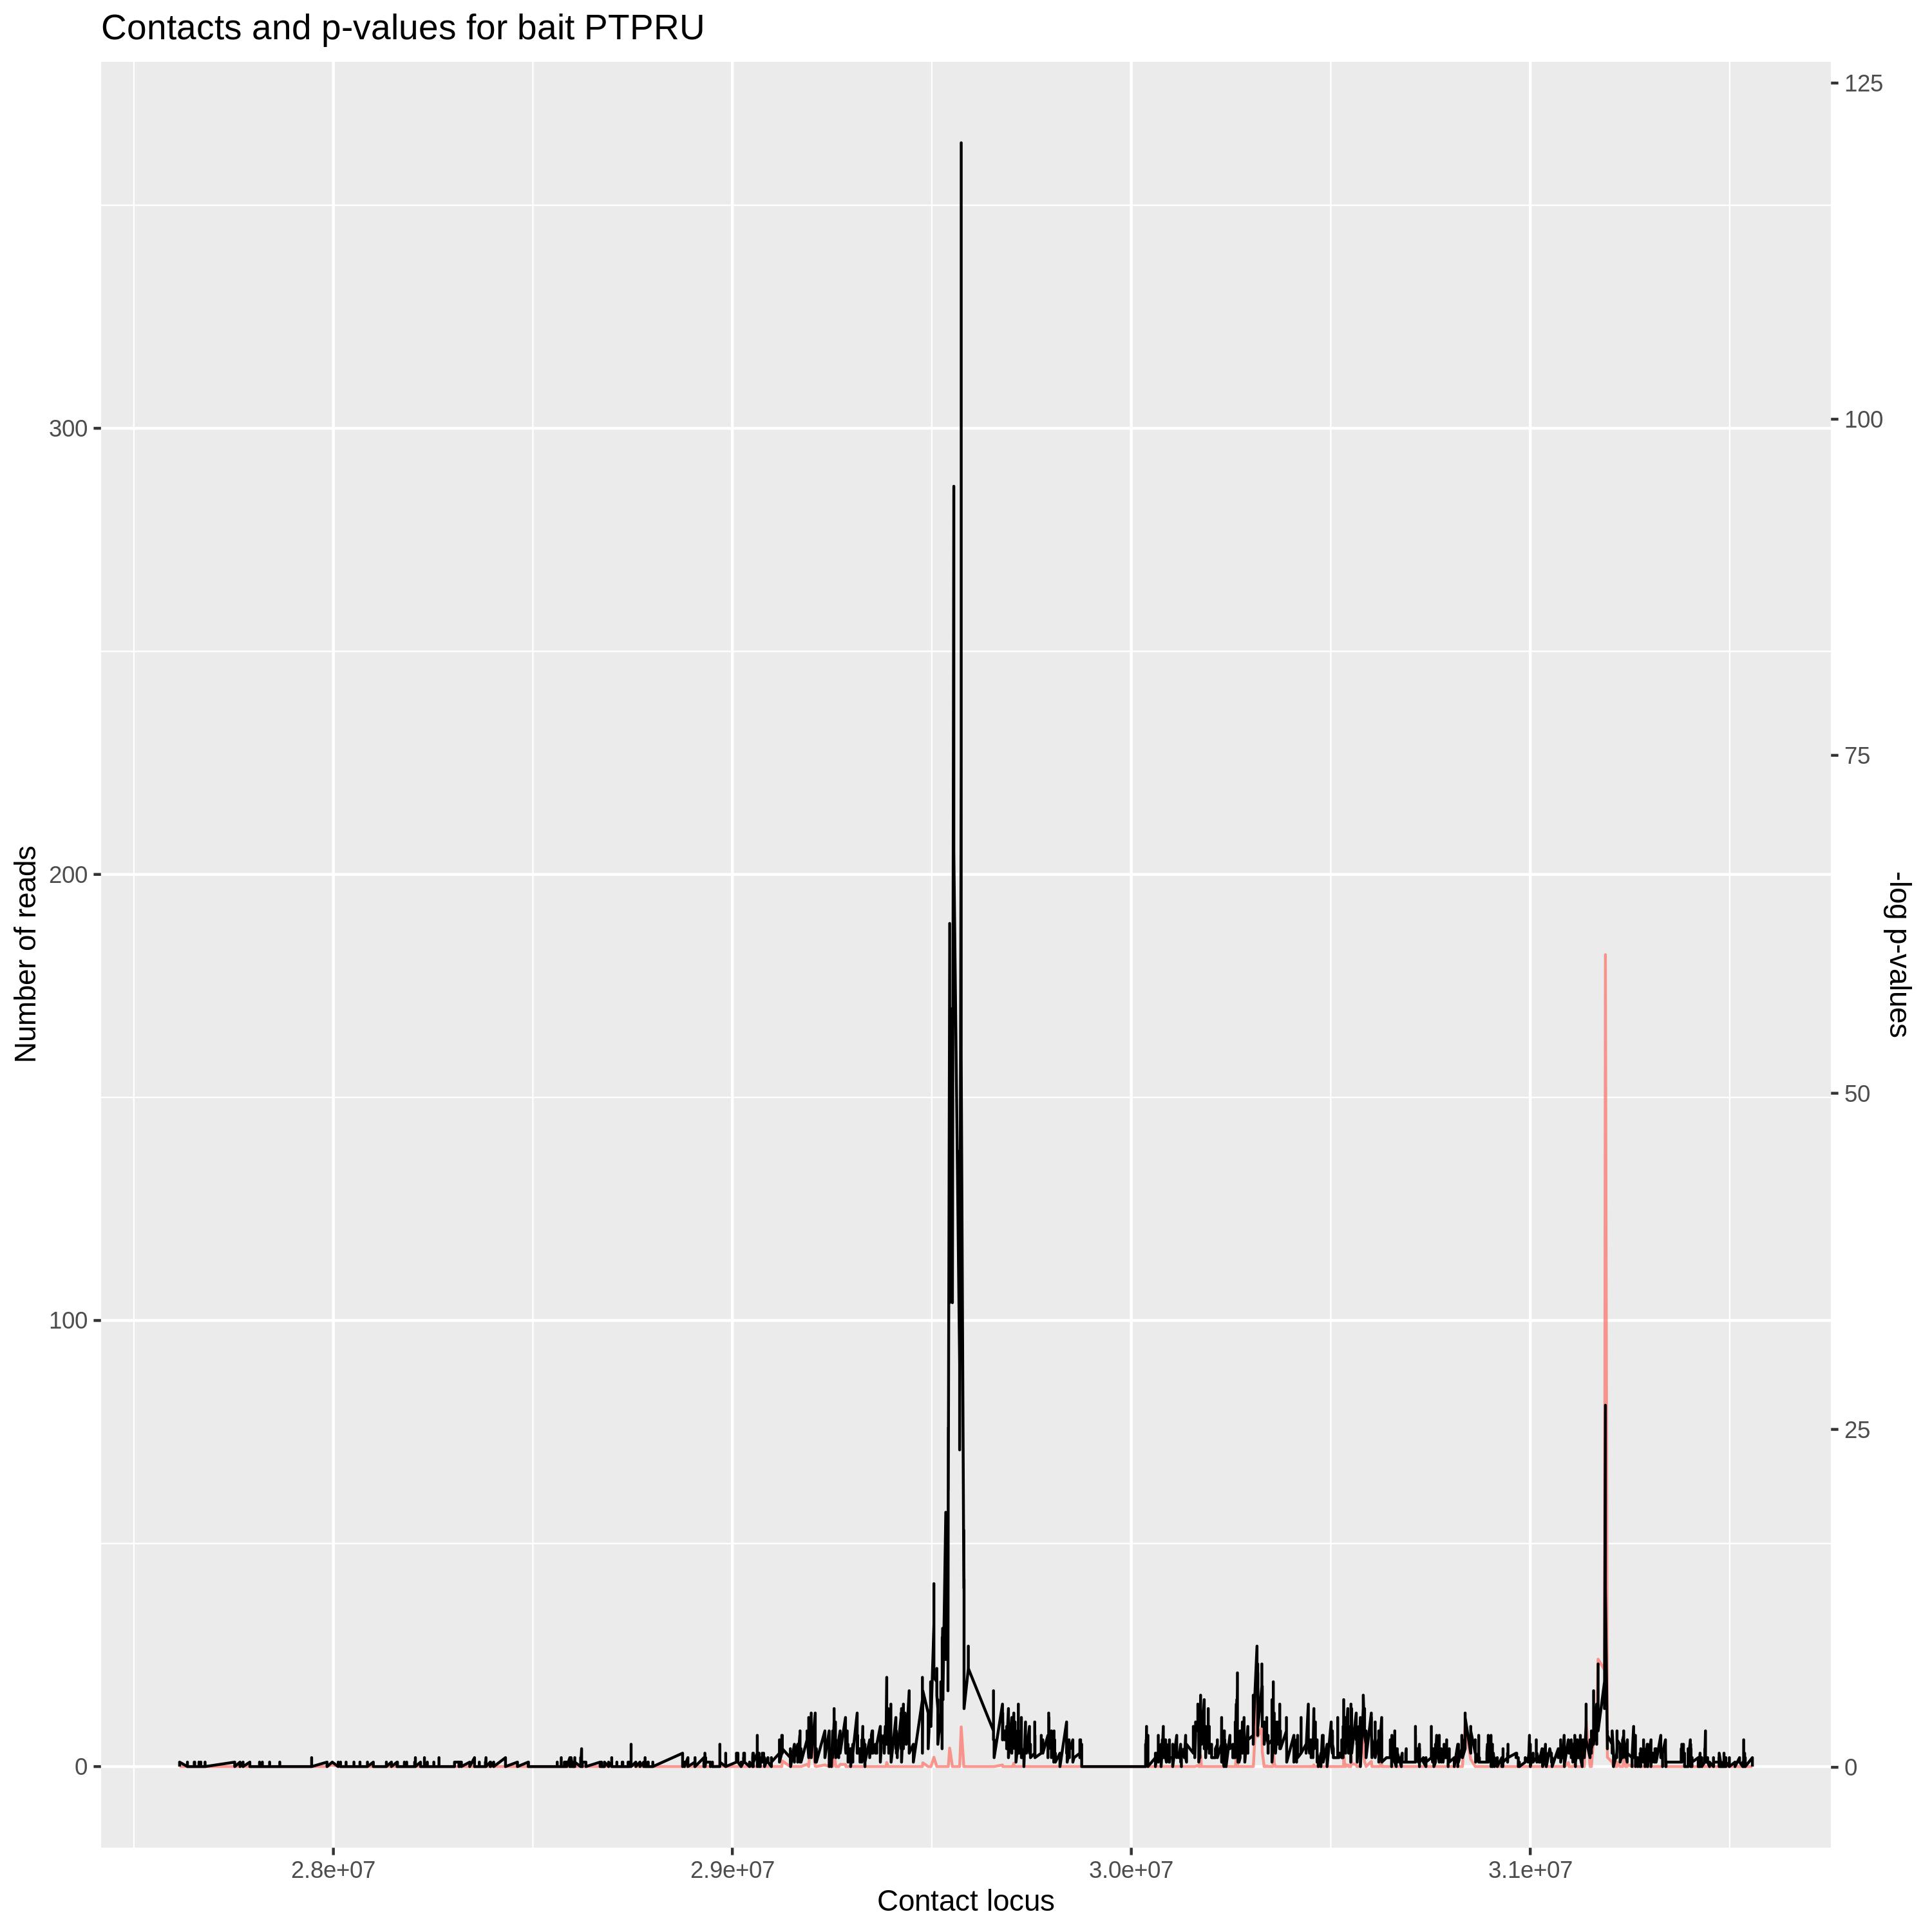 Contacts and p-values for bait PTPRU
125
100
75
50
25
0
300
200
100
0
Number of reads
-log p-values
2.8e+07
2.9e+07
3.0e+07
3.1e+07
Contact locus